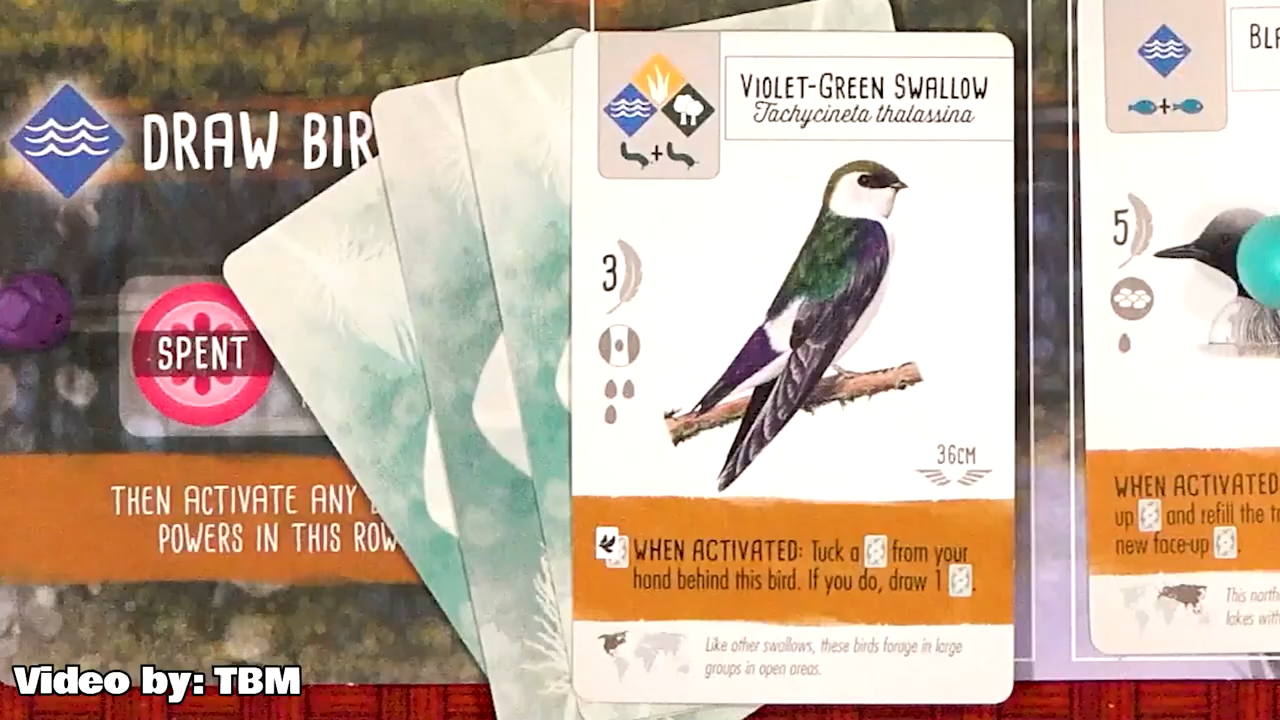 DRAW BIR
SPENT
THEN ACTIVATE ANY
POWERS IN THIS ROW
VIOLET-GREEN SWALLOW
Tachycineta thalassina
+
3
36CM
WHEN ACTIVATED: Tuck a from your
hand behind this bird. If you do, draw 1 .
Like other swallows, these birds forage in large
groups in open areas.
BL
+
5
WHEN ACTIVATED
up and refill the
new face-up .
This north
lakes with
Video by: TBM